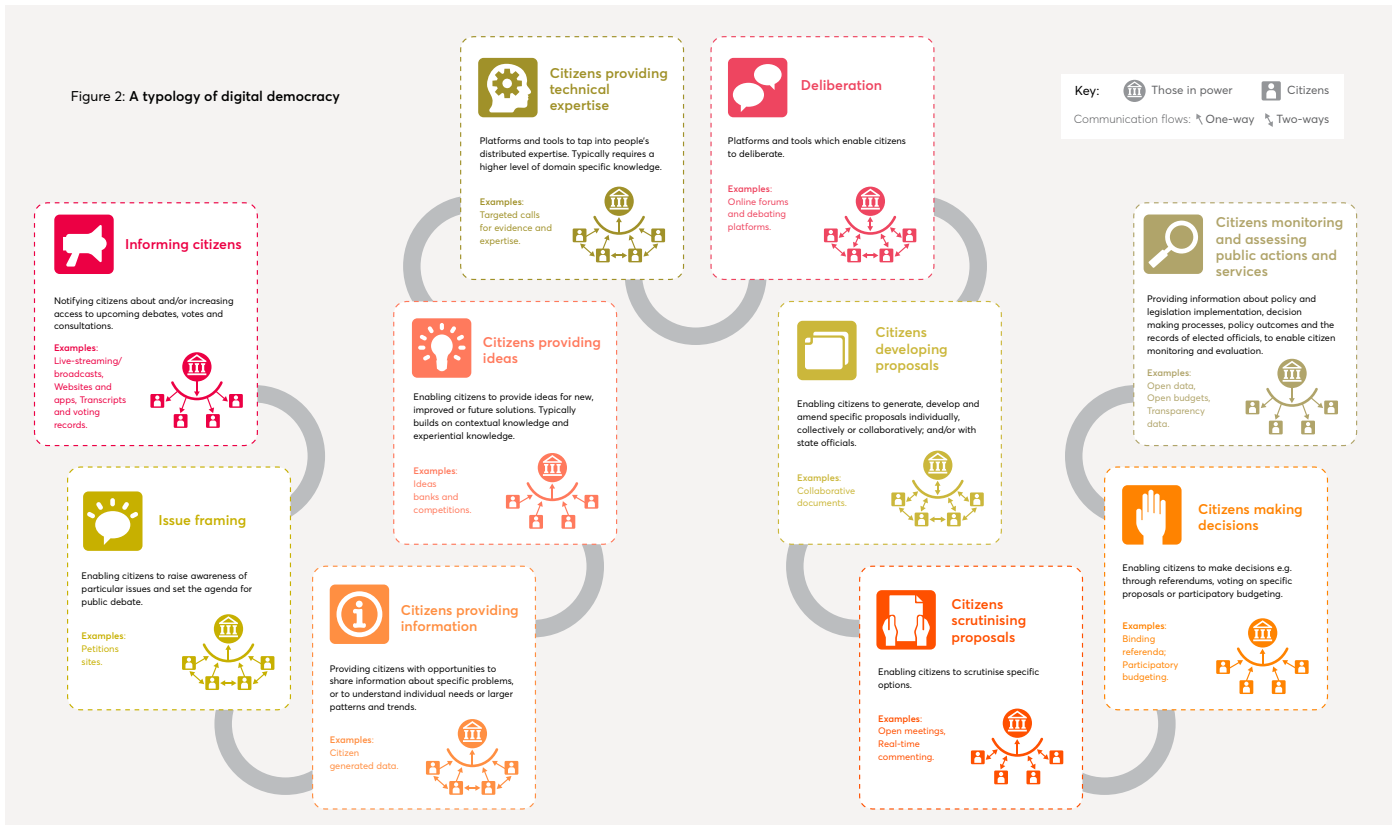 Figure 2: A typology of digital democracy
Key: Those in power Citizens
Communication flows: One-way Two-ways
Informing citizens
Notifying citizens about and/or increasing
access to upcoming debates, votes and
consultations.
Examples:
Live-streaming/
broadcasts,
Websites and
apps, Transcripts
and voting
records.
Issue framing
Enabling citizens to raise awareness of
particular issues and set the agenda for
public debate.
Examples:
Petitions
sites.
Citizens providing
information
Providing citizens with opportunities to
share information about specific problems,
or to understand individual needs or larger
patterns and trends.
Examples:
Citizen
generated data.
Citizens providing
ideas
Enabling citizens to provide ideas for new,
improved or future solutions. Typically
builds on contextual knowledge and
experiential knowledge.
Examples:
Ideas
banks and
competitions.
Citizens providing
technical
expertise
Platforms and tools to tap into people's
distributed expertise. Typically requires a
higher level of domain specific knowledge.
Examples:
Targeted calls
for evidence and
expertise.
Deliberation
Platforms and tools which enable citizens
to deliberate.
Examples:
Online forums
and debating
platforms.
Citizens
developing
proposals
Enabling citizens to generate, develop and
amend specific proposals individually,
collectively or collaboratively; and/or with
state officials.
Examples:
Collaborative
documents.
Citizens
scrutinising
proposals
Enabling citizens to scrutinise specific
options.
Examples:
Open meetings,
Real-time
commenting.
Citizens making
decisions
Enabling citizens to make decisions e.g.
through referendums, voting on specific
proposals or participatory budgeting.
Examples:
Binding
referenda;
Participatory
budgeting.
Citizens monitoring
and assessing
public actions and
services
Providing information about policy and
legislation implementation, decision
making processes, policy outcomes and the
records of elected officials, to enable citizen
monitoring and evaluation.
Examples:
Open data,
Open budgets,
Transparency
data.